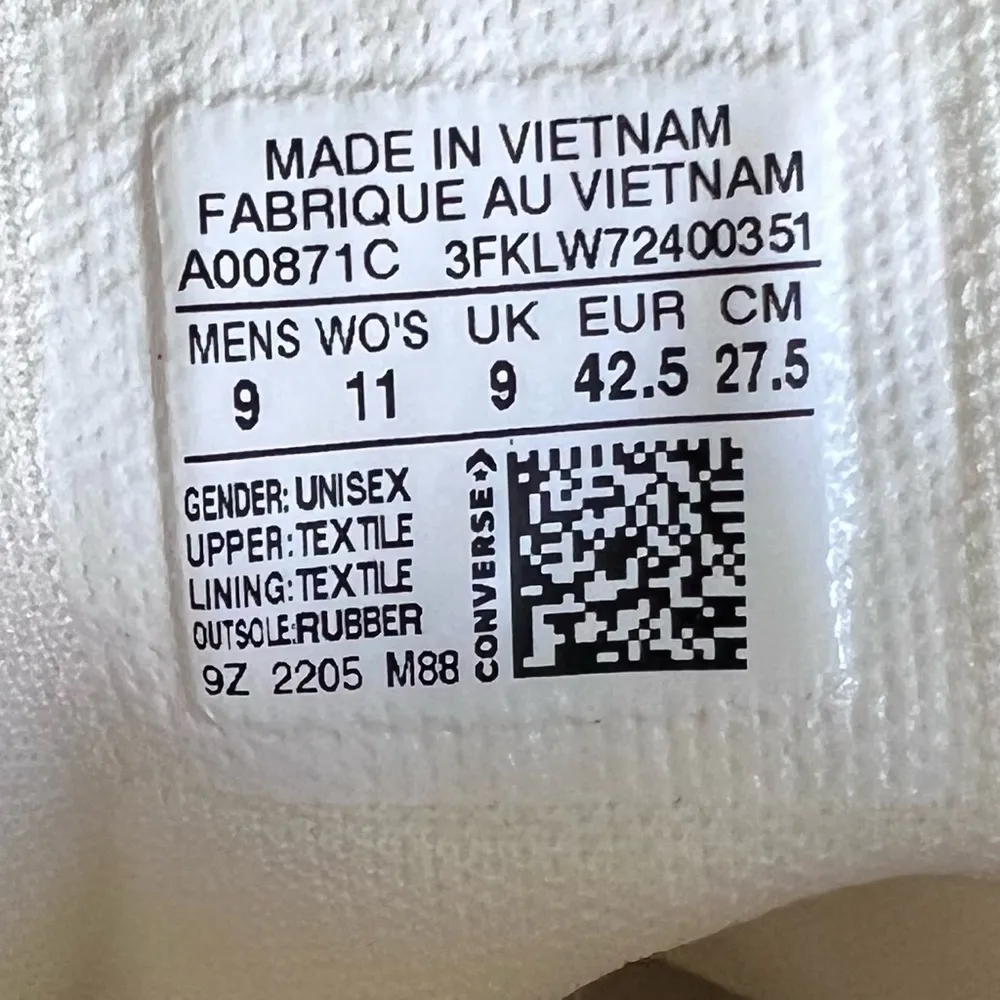 MADE IN VIETNAM
FABRIQUE AU VIETNAM
A00871C 3FKLW72400351
MENS WO'S UK EUR CM
9 11 9 42.5 27.5
GENDER: UNISEX
UPPER: TEXTILE
LINING: TEXTILE
OUTSOLE:RUBBER
9Z 2205 M88
CONVERSE